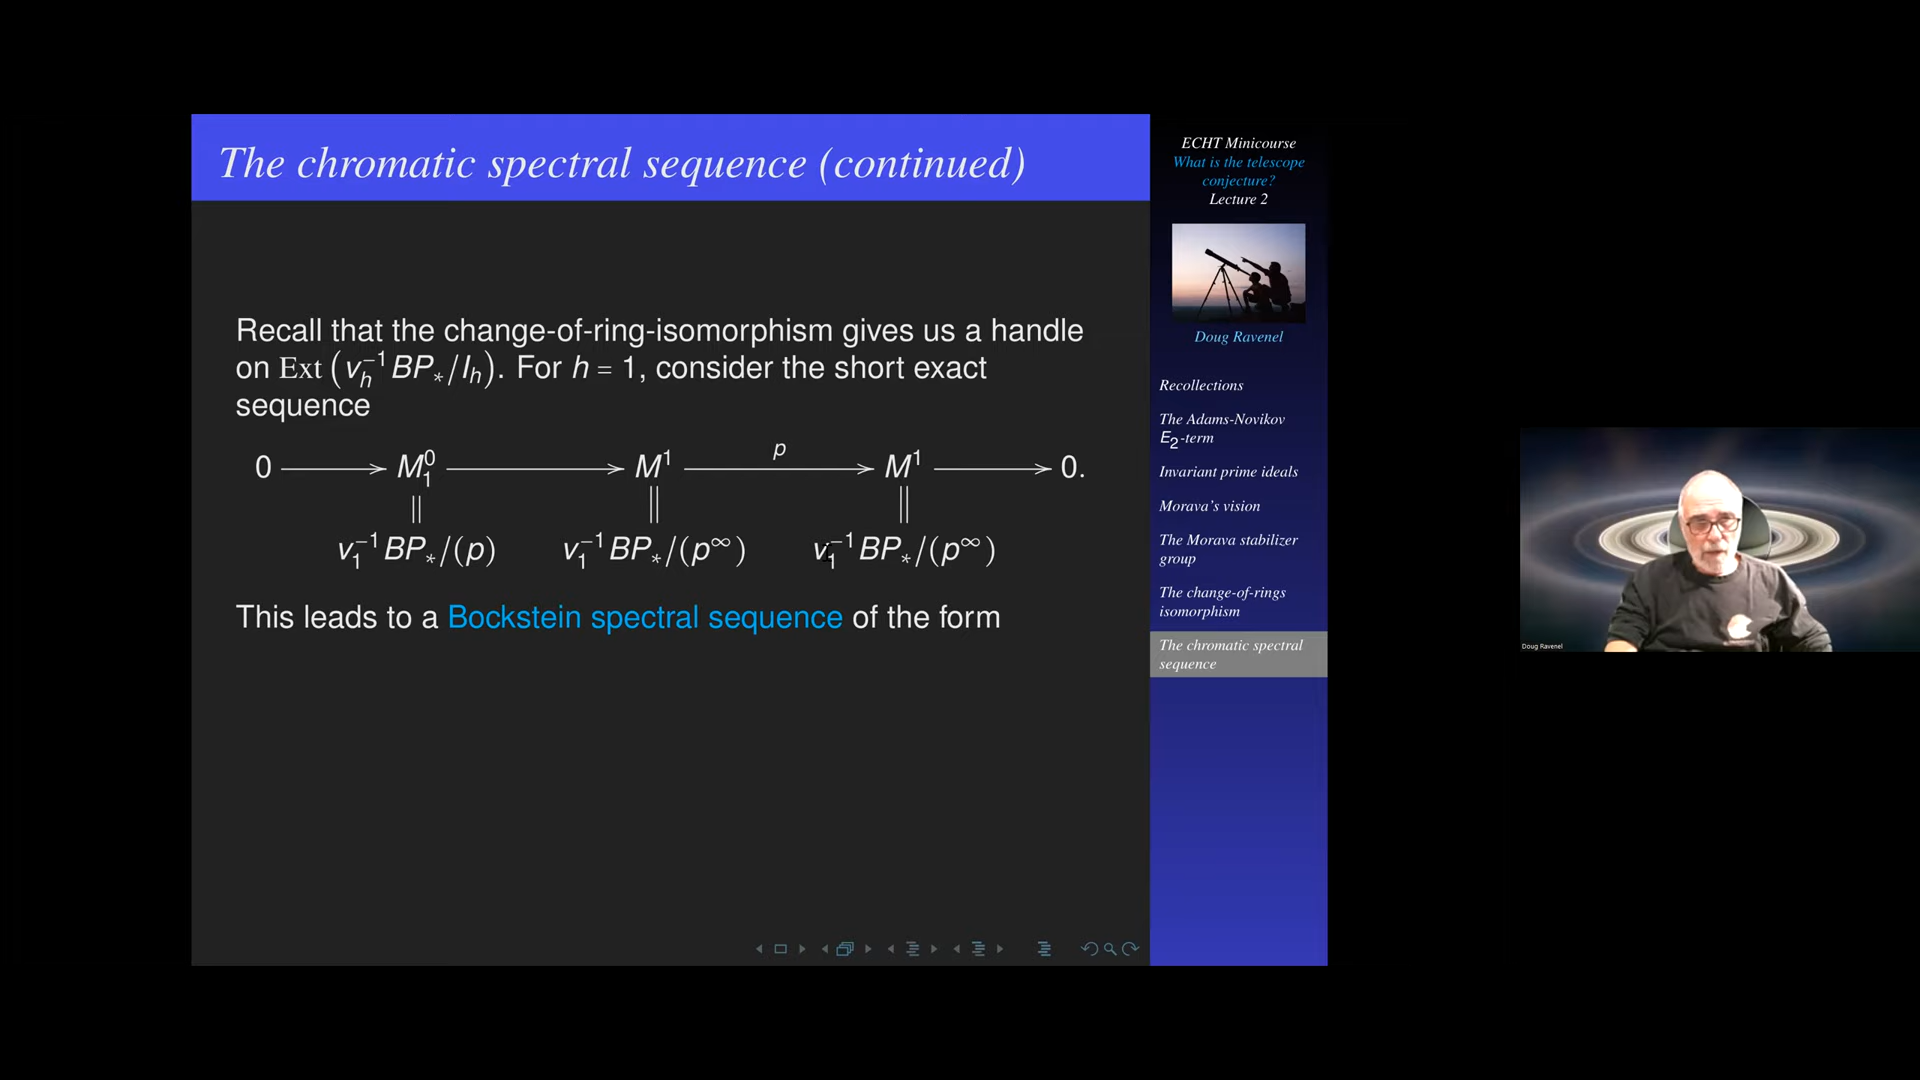 The chromatic spectral sequence (continued)
Recall that the change-of-ring-isomorphism gives us a handle
on Ext (v_h^{-1}BP_*/I_h). For h = 1, consider the short exact
sequence
p
0 → M_1^0 → M^1 → M^1 → 0.
|| || ||
v_1^{-1}BP_*/(p) v_1^{-1}BP_*/(p^∞) v_1^{-1}BP_*/(p^∞)
This leads to a Bockstein spectral sequence of the form
ECHT Minicourse
What is the telescope
conjecture?
Lecture 2
Doug Ravenel
Recollections
The Adams-Novikov
E_2-term
Invariant prime ideals
Morava's vision
The Morava stabilizer
group
The change-of-rings
isomorphism
The chromatic spectral
sequence
Doug Ravenel